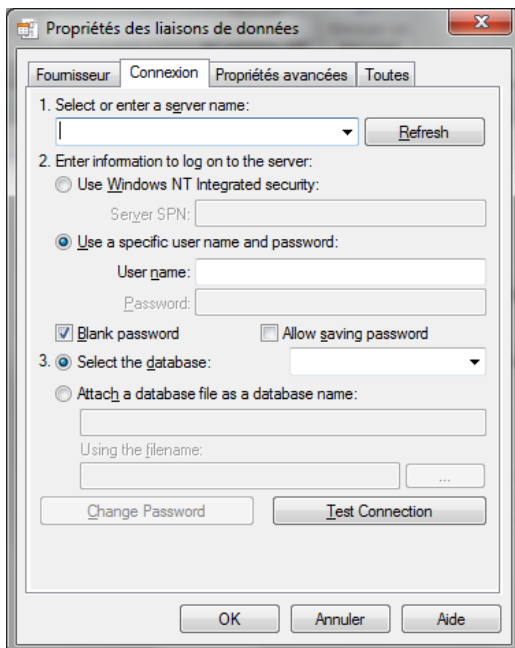 Propriétés des liaisons de données
Fournisseur Connexion Propriétés avancées Toutes
1. Select or enter a server name:
Refresh
2. Enter information to log on to the server:
Use Windows NT Integrated security:
Server SPN:
Use a specific user name and password:
User name:
Password:
Blank password Allow saving password
3. Select the database:
Attach a database file as a database name:
Using the filename:
...
Change Password Test Connection
OK Annuler Aide